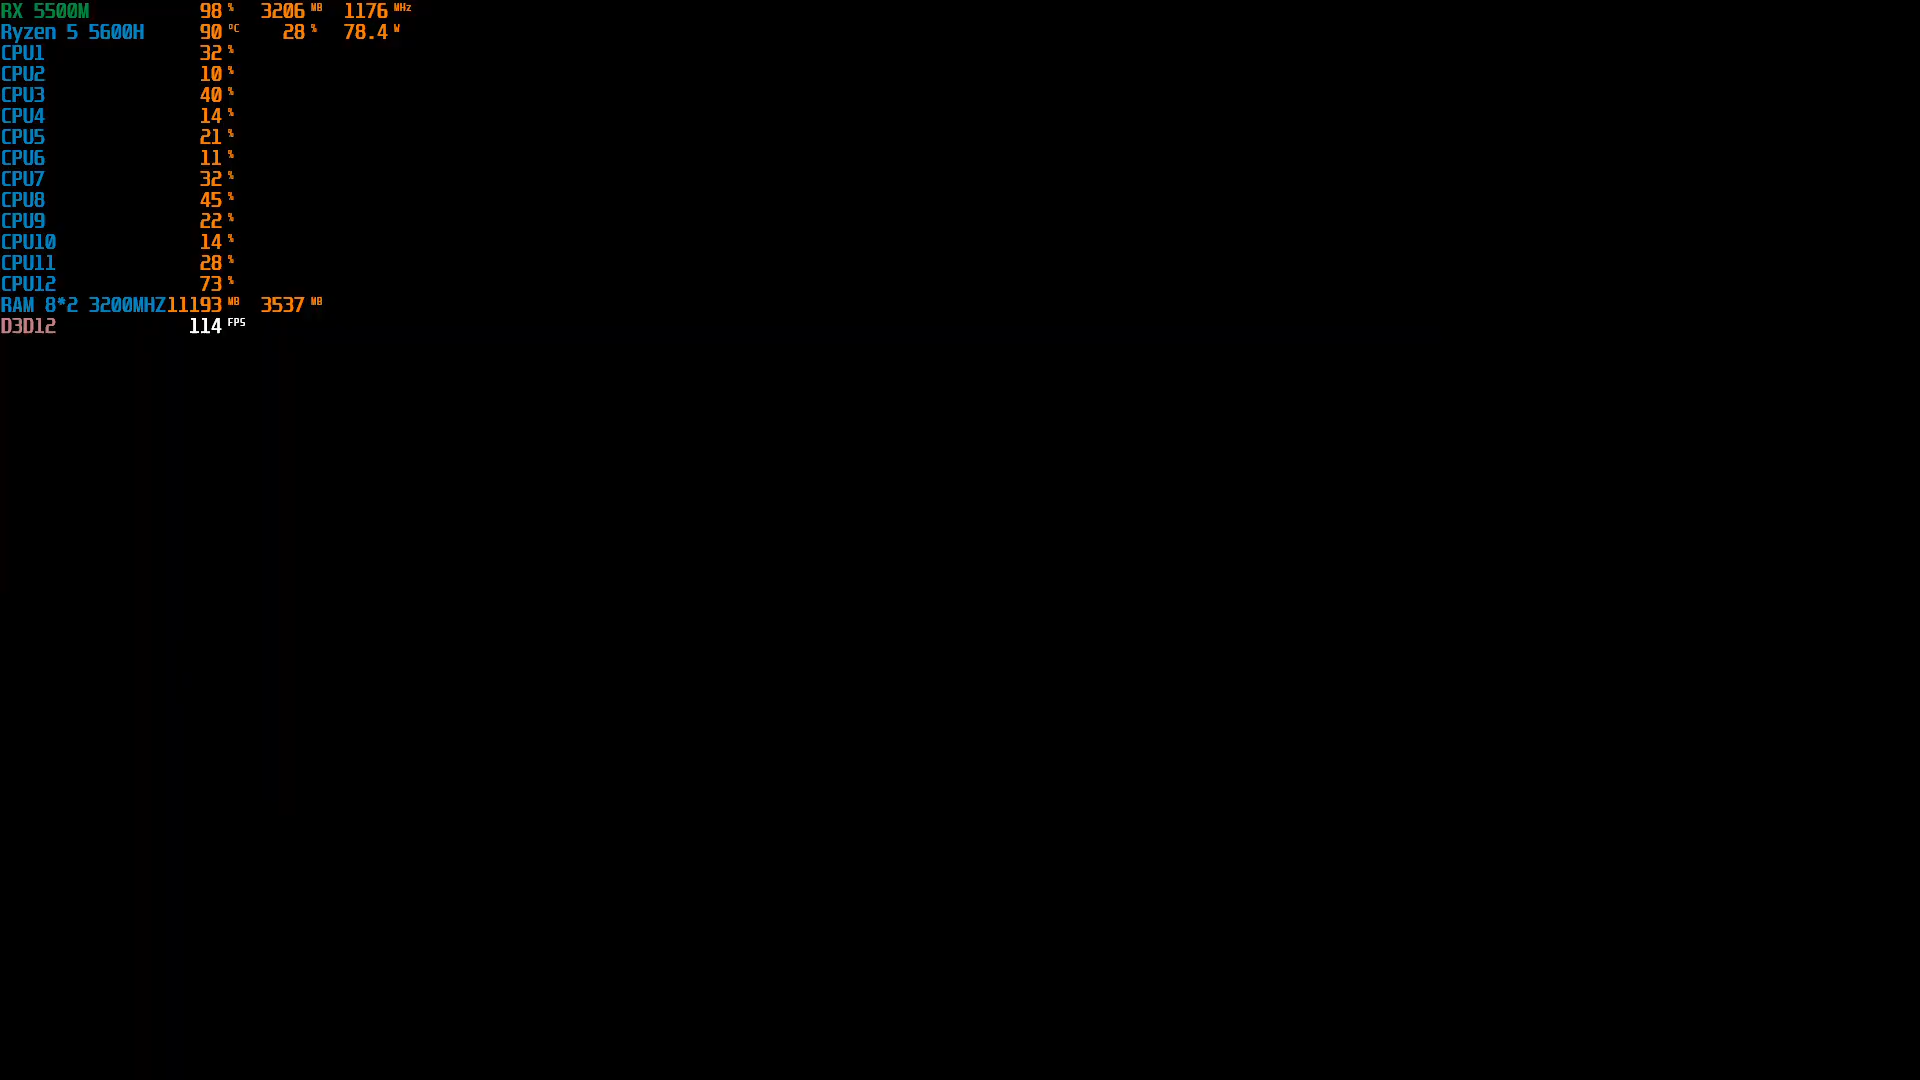 RX 5500M 98 % 3206 MB 1176 MHz
Ryzen 5 5600H 90 °C 28 % 78.4 W
CPU1 32 %
CPU2 10 %
CPU3 40 %
CPU4 14 %
CPU5 21 %
CPU6 11 %
CPU7 32 %
CPU8 45 %
CPU9 22 %
CPU10 14 %
CPU11 28 %
CPU12 73 %
RAM 8*2 3200MHZ 11193 MB 3537 MB
D3D12 114 FPS